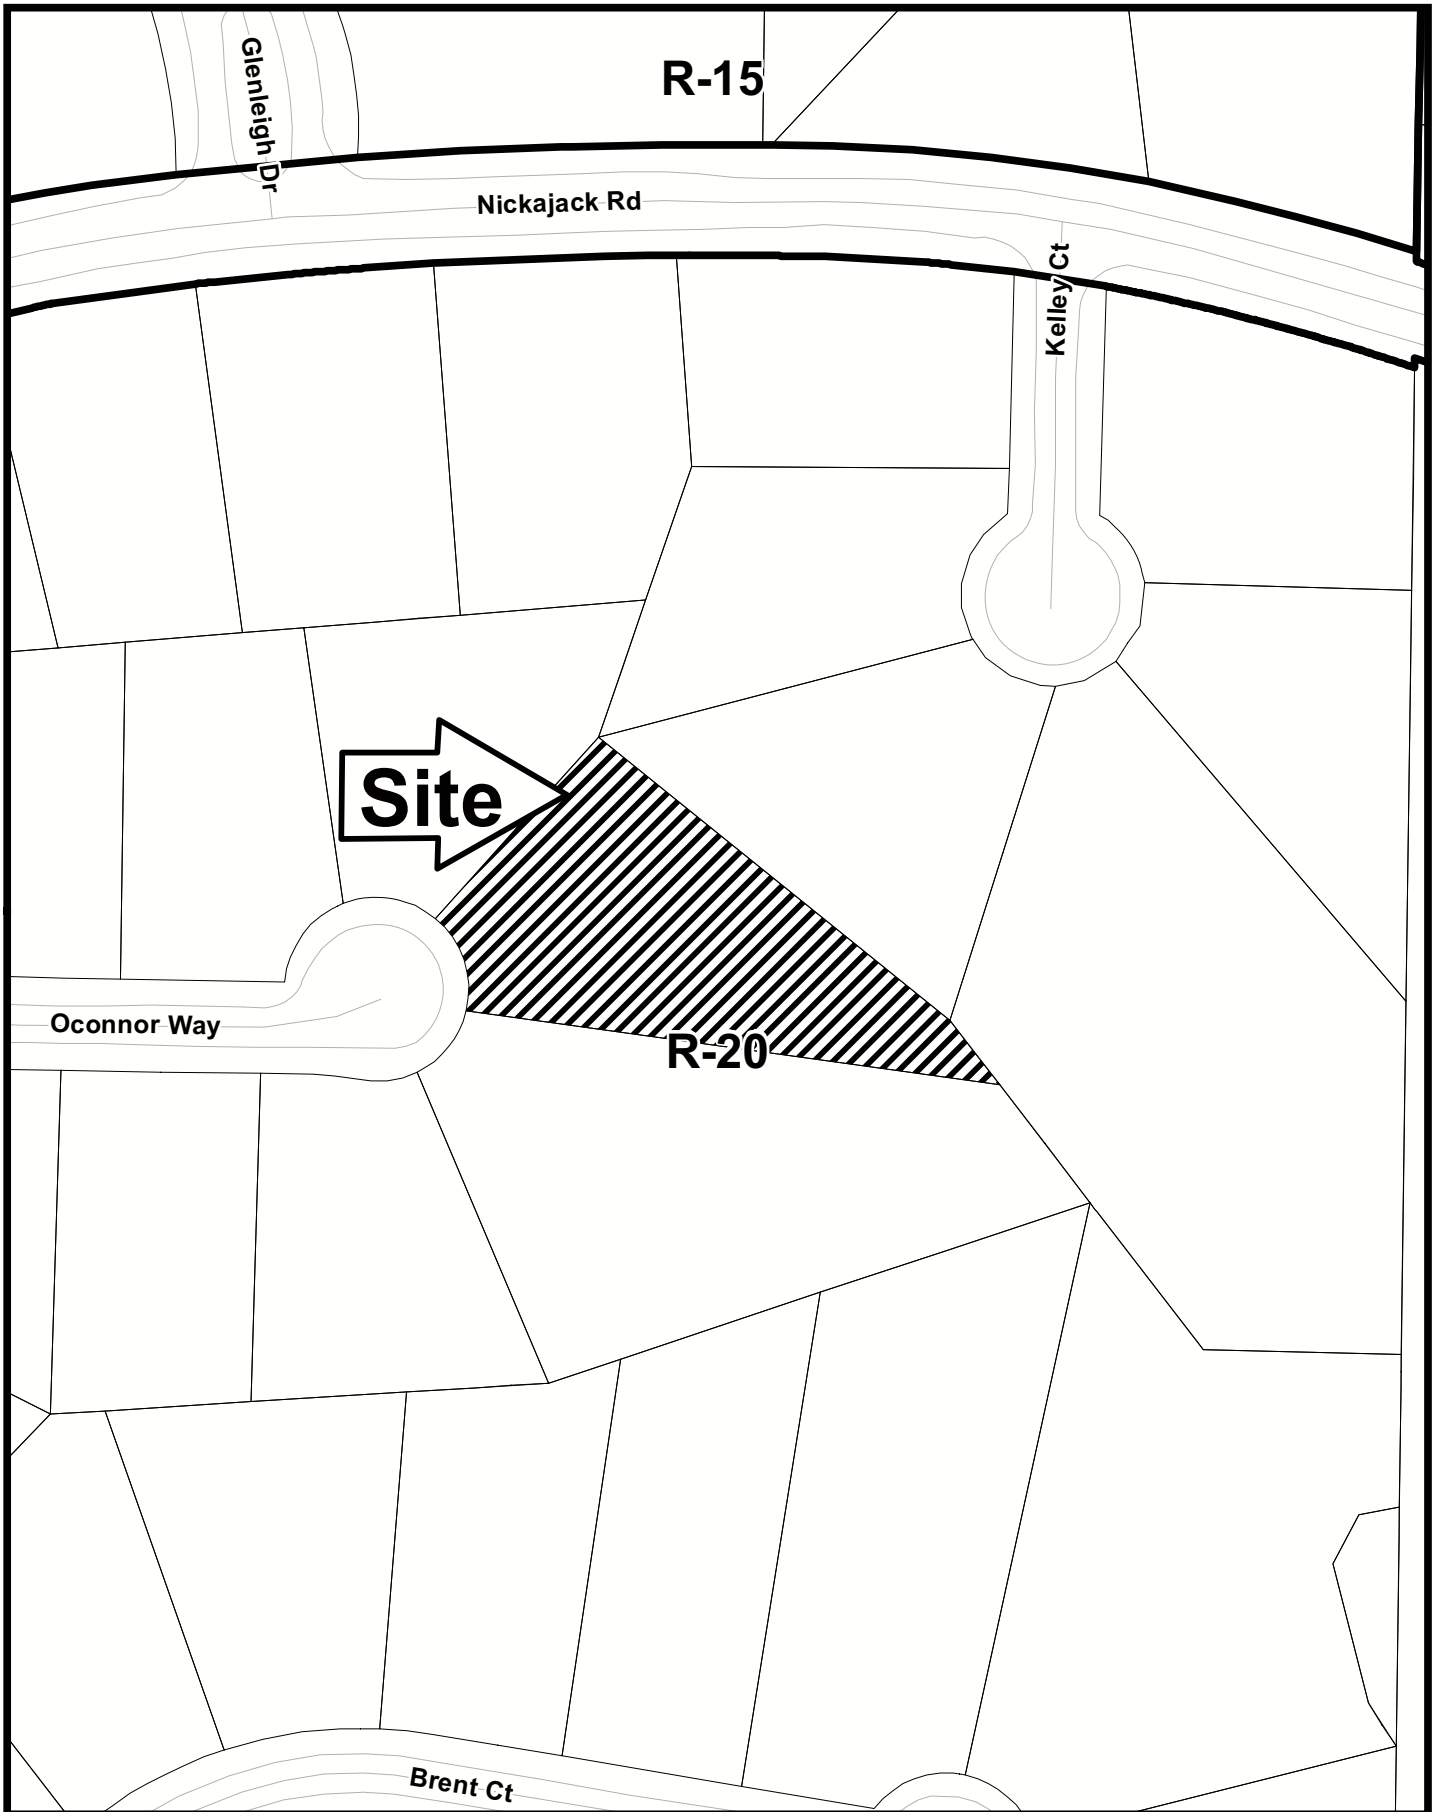 Glenleigh Dr
R-15
Nickajack Rd
Kelley Ct
Site
Oconnor Way
R-20
Brent Ct